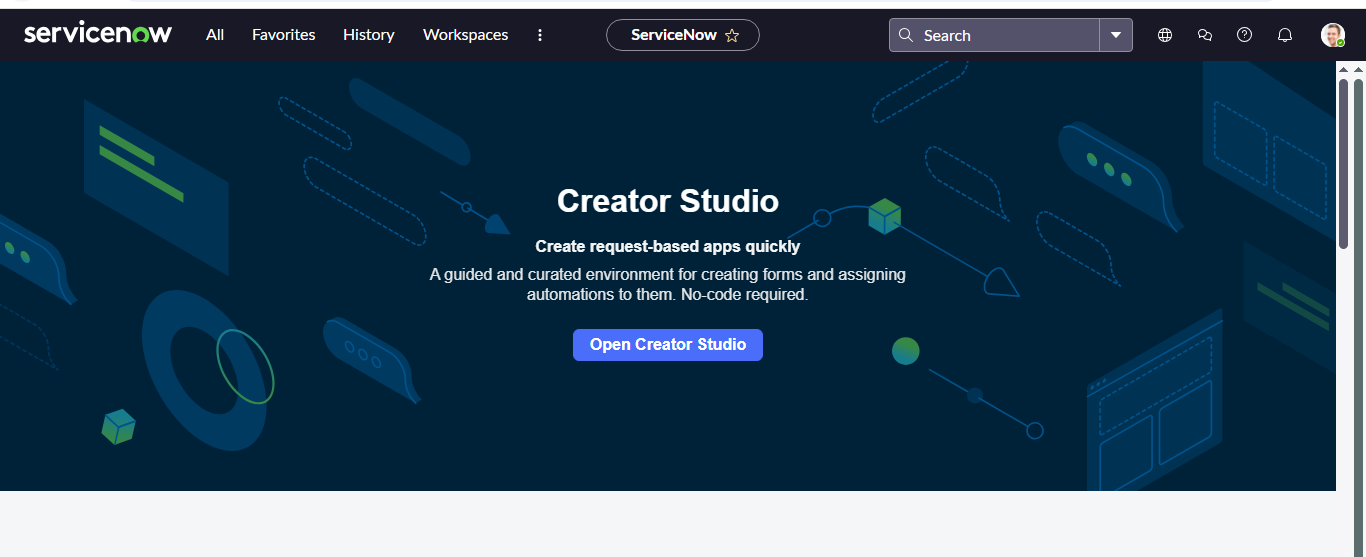 servicenow All Favorites History Workspaces ServiceNow Search
Creator Studio
Create request-based apps quickly
A guided and curated environment for creating forms and assigning
automations to them. No-code required.
Open Creator Studio